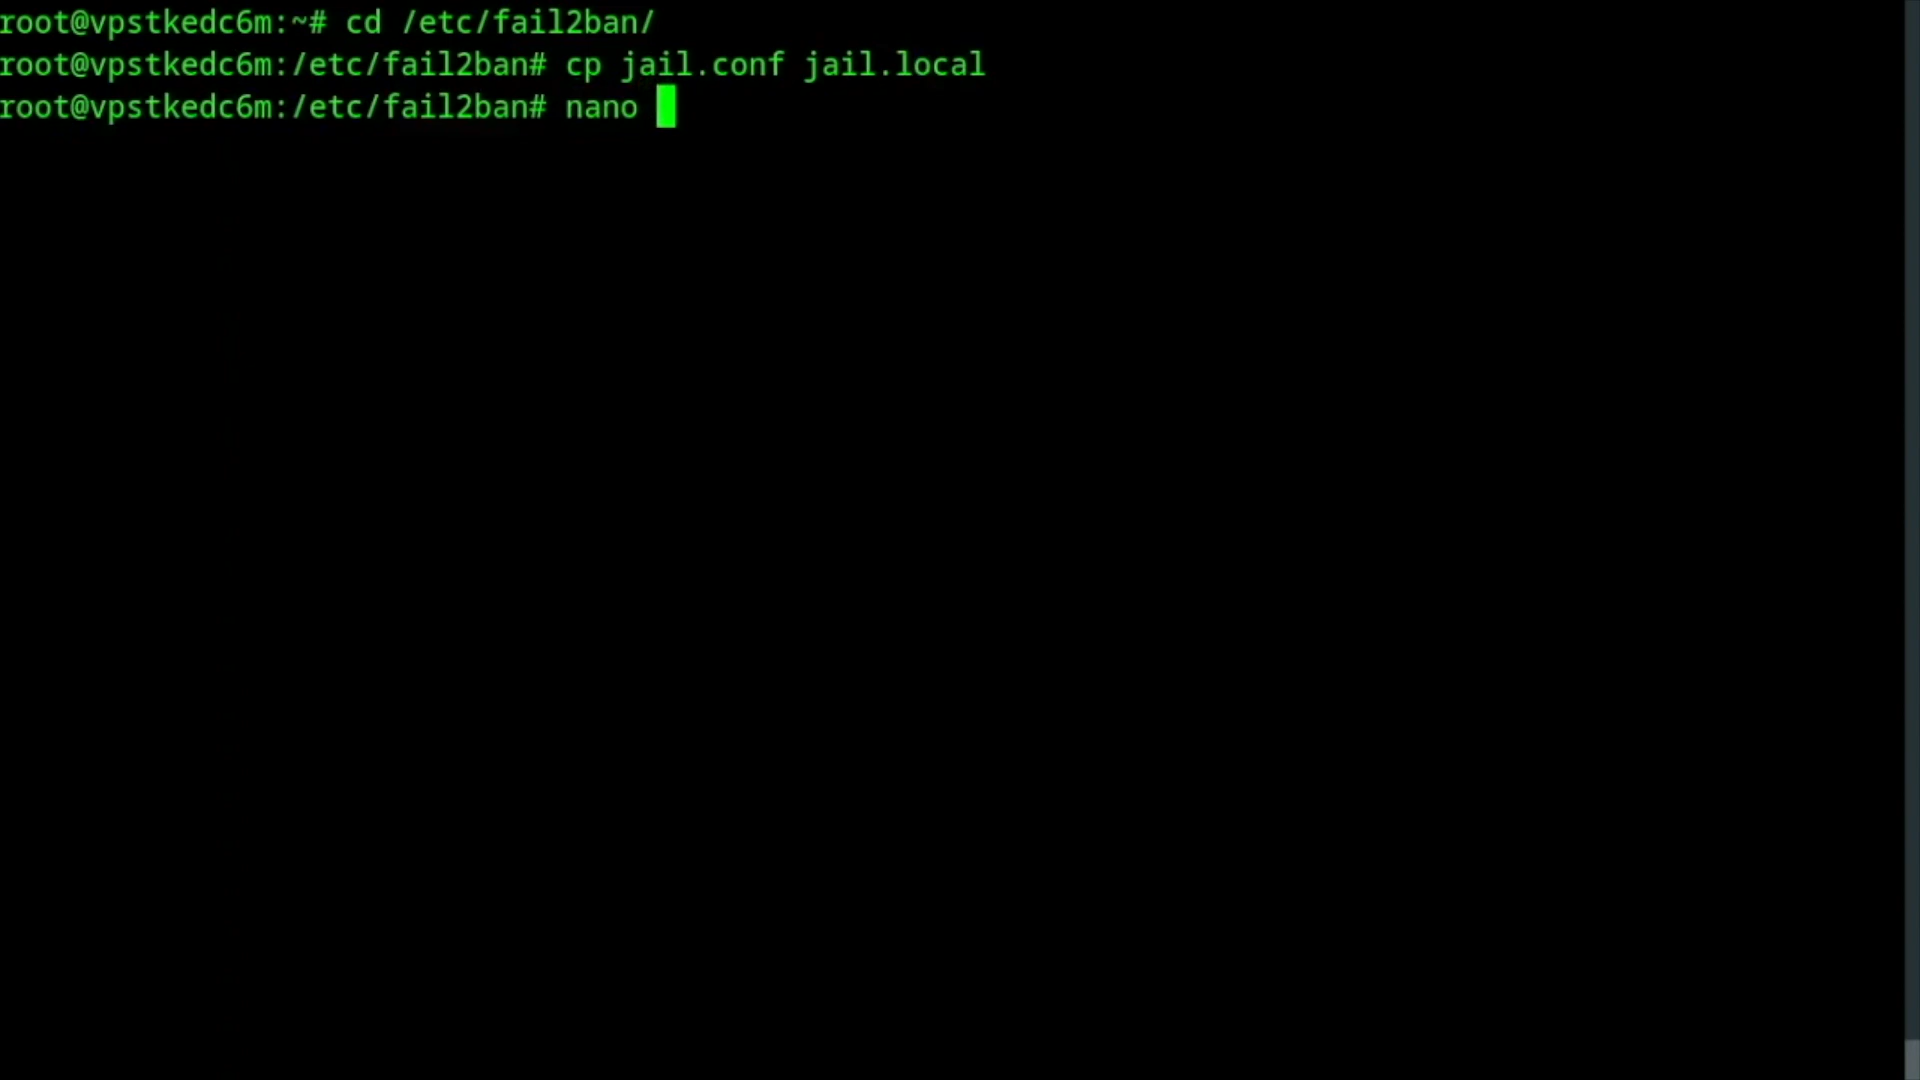 root@vpstkedc6m:~# cd /etc/fail2ban/
root@vpstkedc6m:/etc/fail2ban# cp jail.conf jail.local
root@vpstkedc6m:/etc/fail2ban# nano